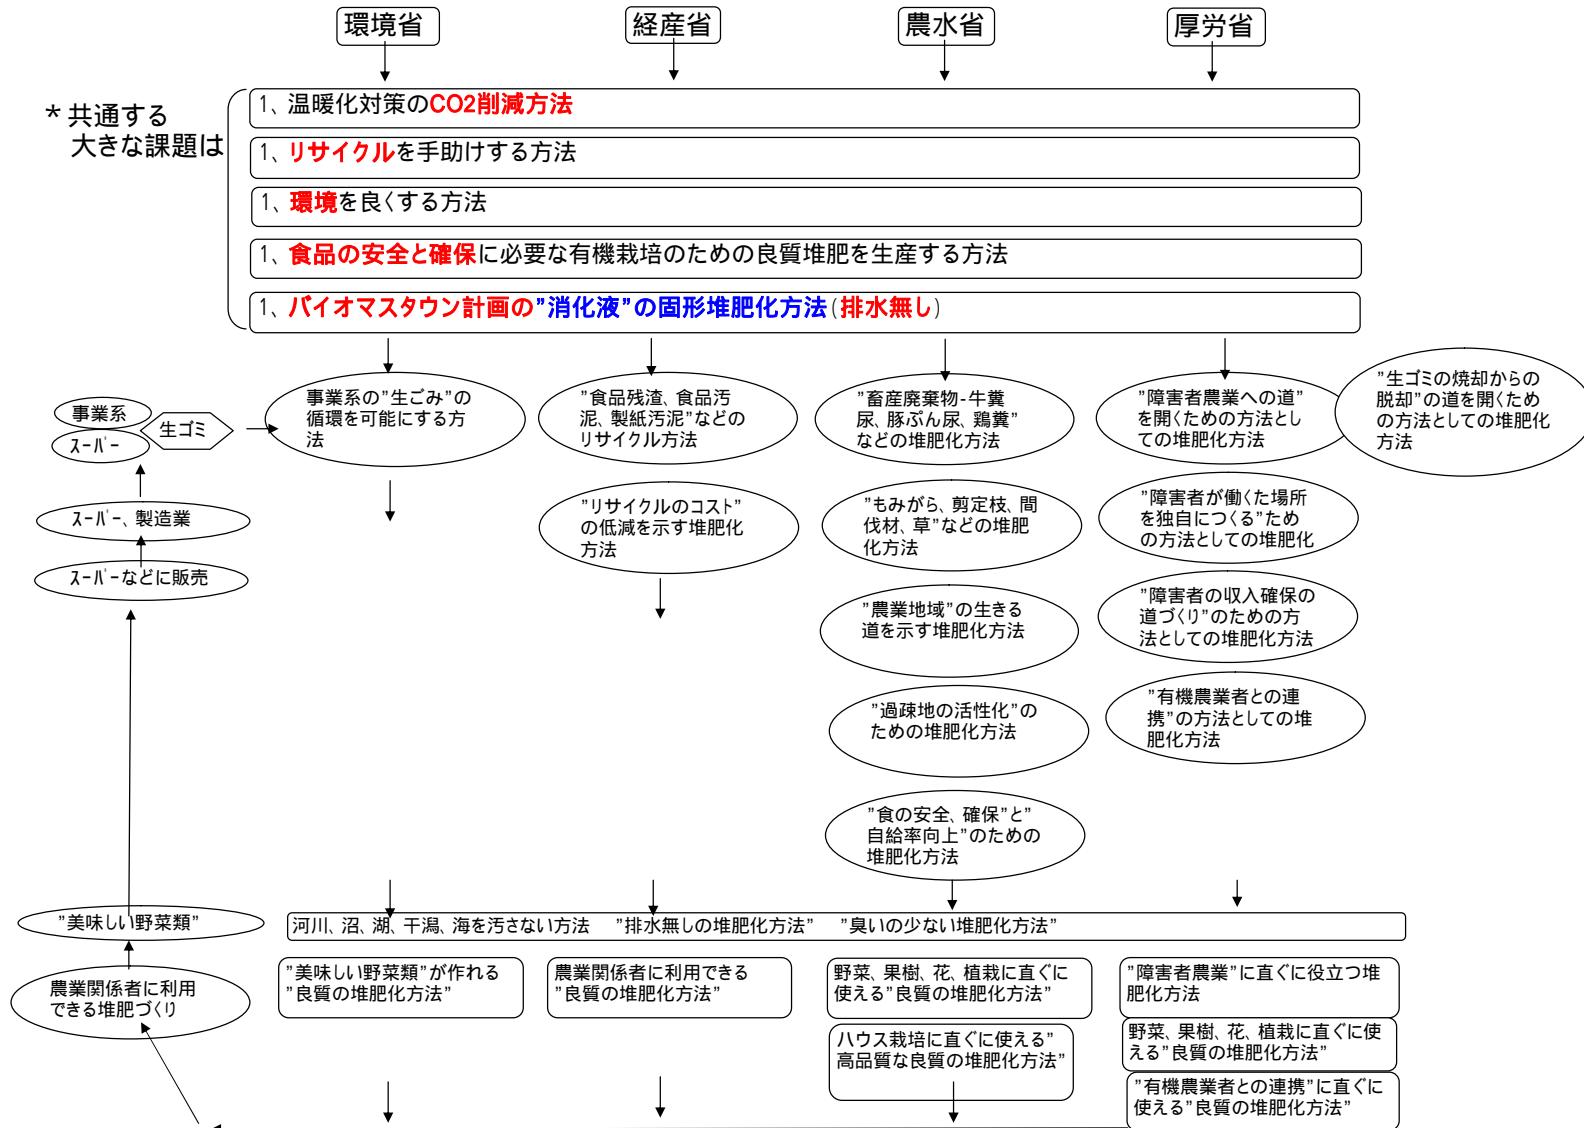 環境省
経産省
農水省
厚労省
＊共通する
大きな課題は
1、温暖化対策のCO2削減方法
1、リサイクルを手助けする方法
1、環境を良くする方法
1、食品の安全と確保に必要な有機栽培のための良質堆肥を生産する方法
1、バイオマスタウン計画の”消化液”の固形堆肥化方法(排水無し)
事業系
スーパー
生ゴミ
スーパー、製造業
スーパーなどに販売
”美味しい野菜類”
農業関係者に利用
できる堆肥づくり
事業系の”生ごみ”の
循環を可能にする方
法
”食品残渣、食品汚
泥、製紙汚泥”などの
リサイクル方法
”リサイクルのコスト”
の低減を示す堆肥化
方法
”畜産廃棄物-牛糞
尿、豚ぷん尿、鶏糞”
などの堆肥化方法
”もみがら、剪定枝、間
伐材、草”などの堆肥
化方法
”農業地域”の生きる
道を示す堆肥化方法
”過疎地の活性化”の
ための堆肥化方法
”食の安全、確保”と”
自給率向上”のための
堆肥化方法
”障害者農業への道”
を開くための方法とし
ての堆肥化方法
”障害者が働くた場所
を独自につくる”ため
の方法としての堆肥化
”障害者の収入確保の
道づくり”のための方
法としての堆肥化方法
”有機農業者との連
携”の方法としての堆
肥化方法
”生ゴミの焼却からの
脱却”の道を開くため
の方法としての堆肥化
方法
河川、沼、湖、干潟、海を汚さない方法　”排水無しの堆肥化方法”　”臭いの少ない堆肥化方法”
”美味しい野菜類”が作れる
”良質の堆肥化方法”
農業関係者に利用できる
”良質の堆肥化方法”
野菜、果樹、花、植栽に直ぐに
使える”良質の堆肥化方法”
ハウス栽培に直ぐに使える”
高品質な良質の堆肥化方法”
”障害者農業”に直ぐに役立つ堆
肥化方法
野菜、果樹、花、植栽に直ぐに使
える”良質の堆肥化方法”
”有機農業者との連携”に直ぐに
使える”良質の堆肥化方法”